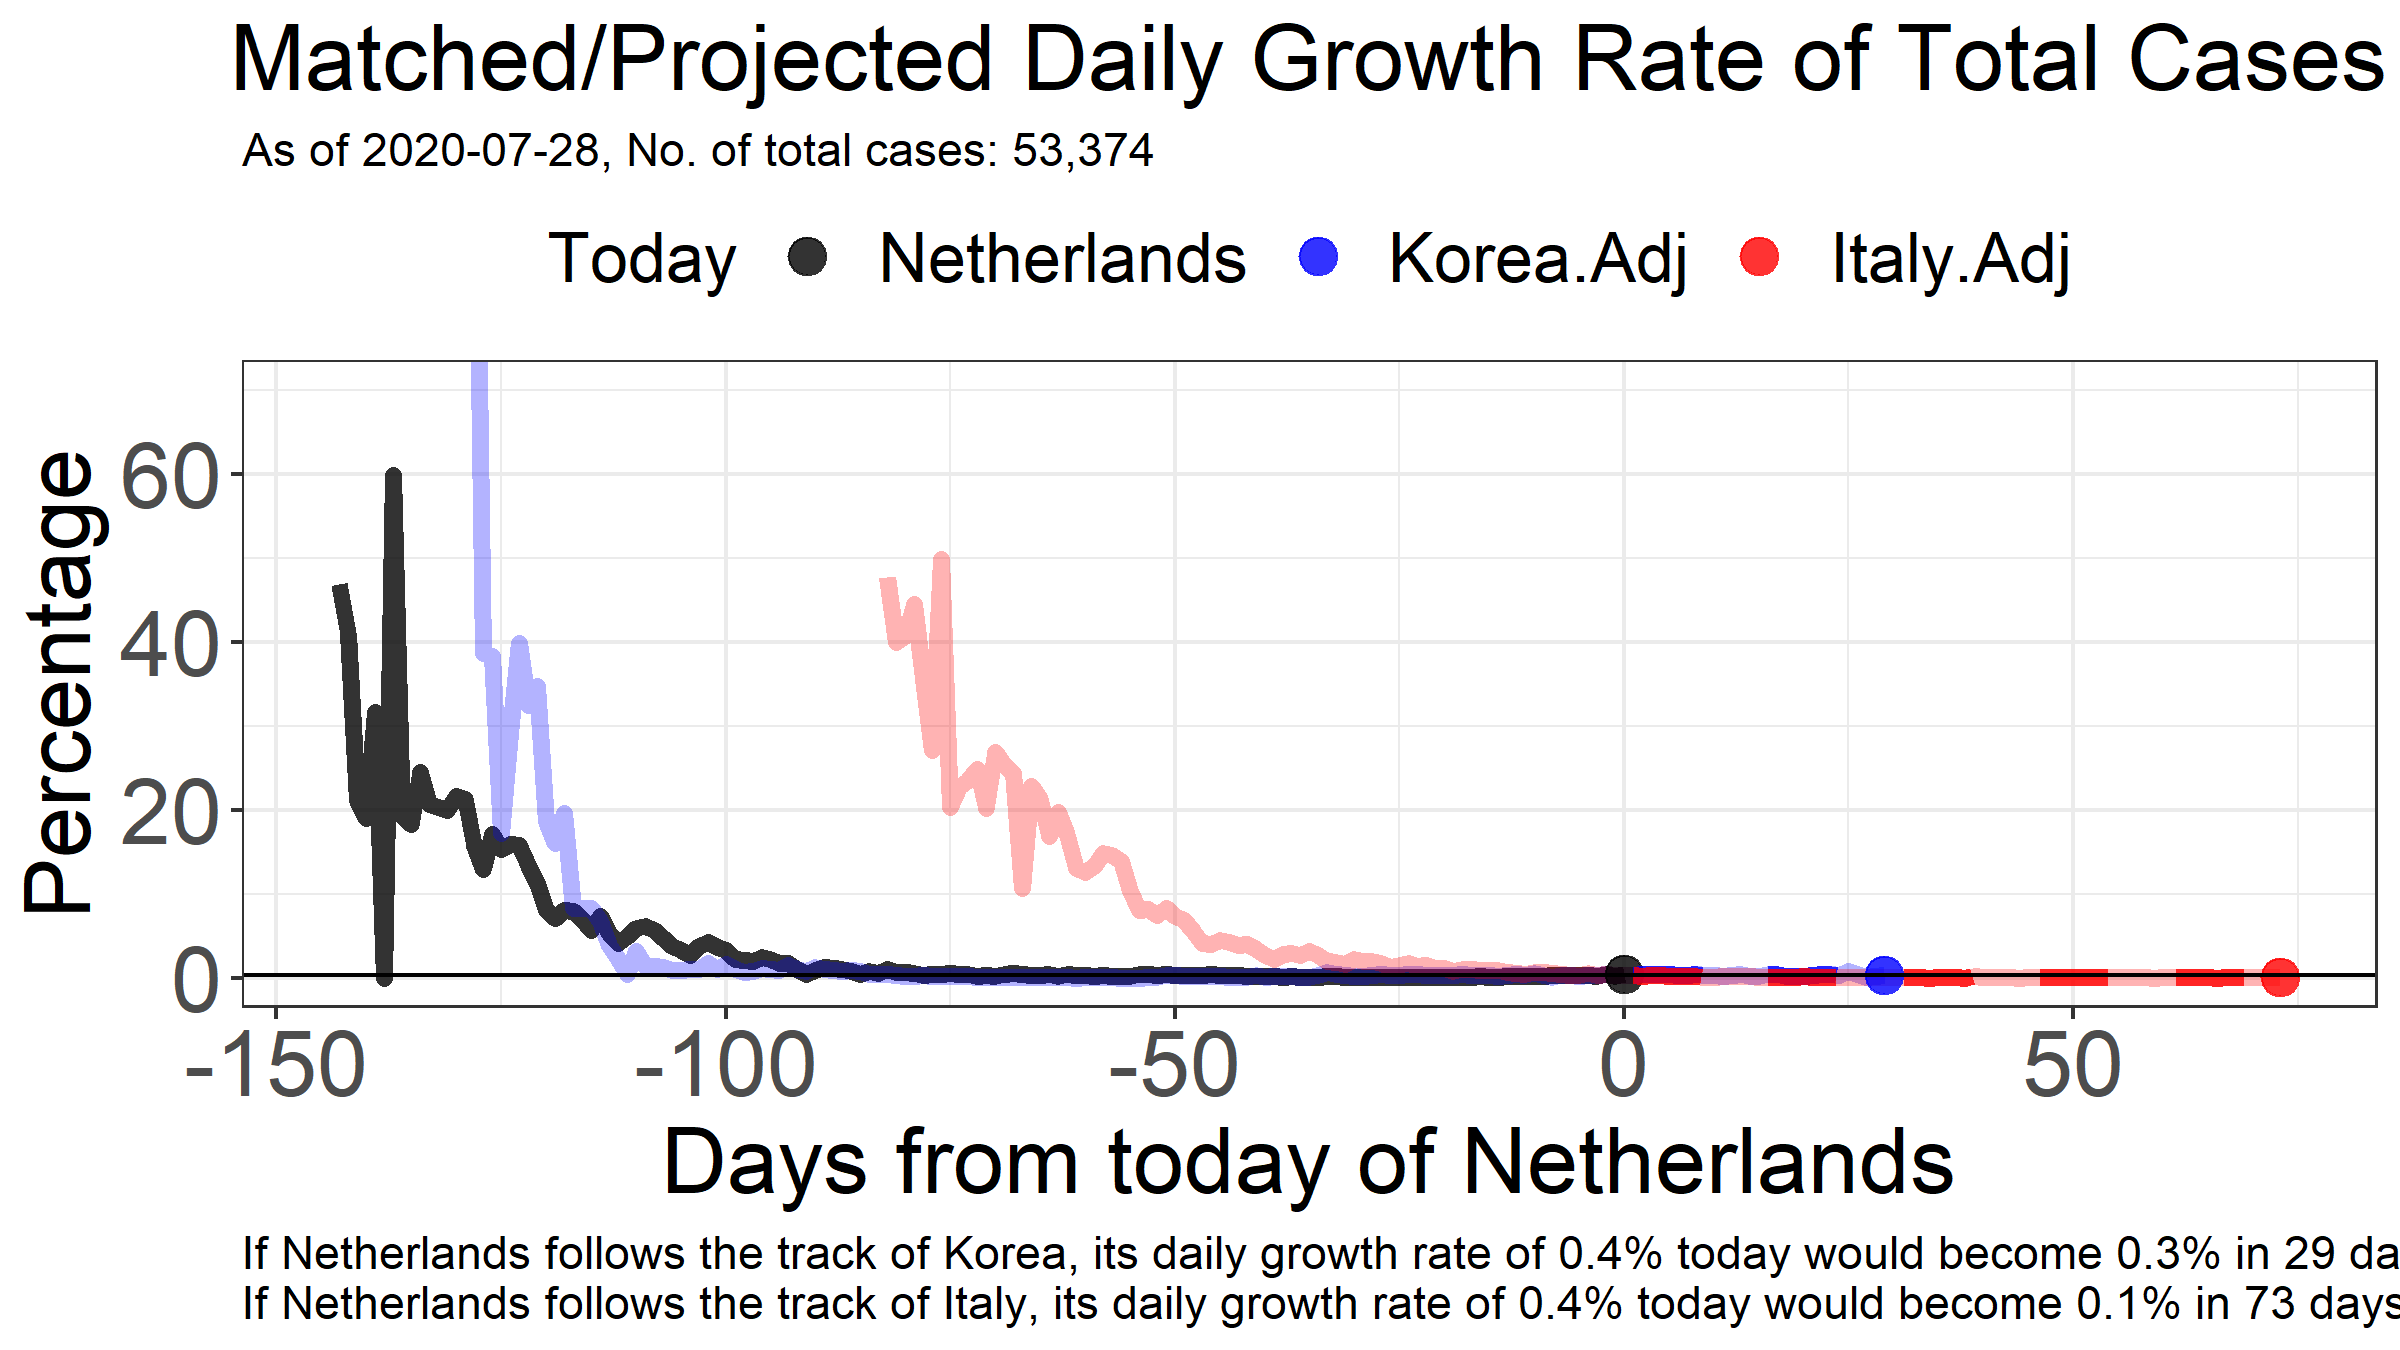 Matched/Projected Daily Growth Rate of Total Cases
As of 2020-07-28, No. of total cases: 53,374
Today Netherlands Korea.Adj Italy.Adj
Percentage
60
40
20
0
-150 -100 -50 0 50
Days from today of Netherlands
If Netherlands follows the track of Korea, its daily growth rate of 0.4% today would become 0.3% in 29 da
If Netherlands follows the track of Italy, its daily growth rate of 0.4% today would become 0.1% in 73 days